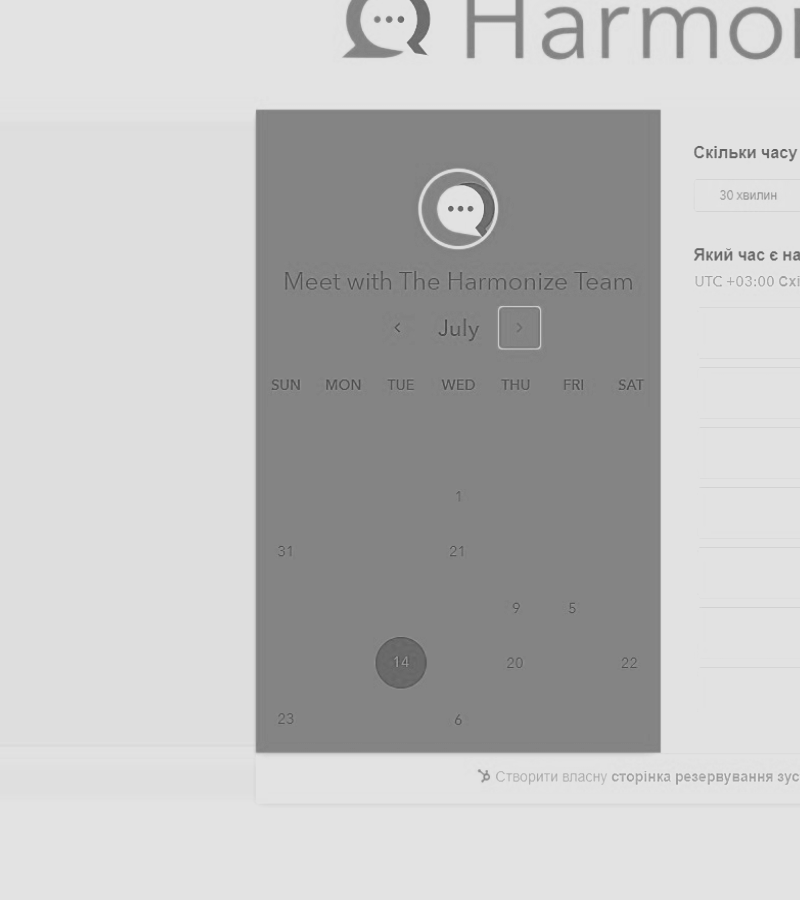 Harmon
Meet with The Harmonize Team
July
SUN MON TUE WED THU FRI SAT
1
31 21
9 5
14 20 22
23 6
Скільки часу
30 хвилин
Який час є на
UTC +03:00 Схі
Створити власну сторінка резервування зус